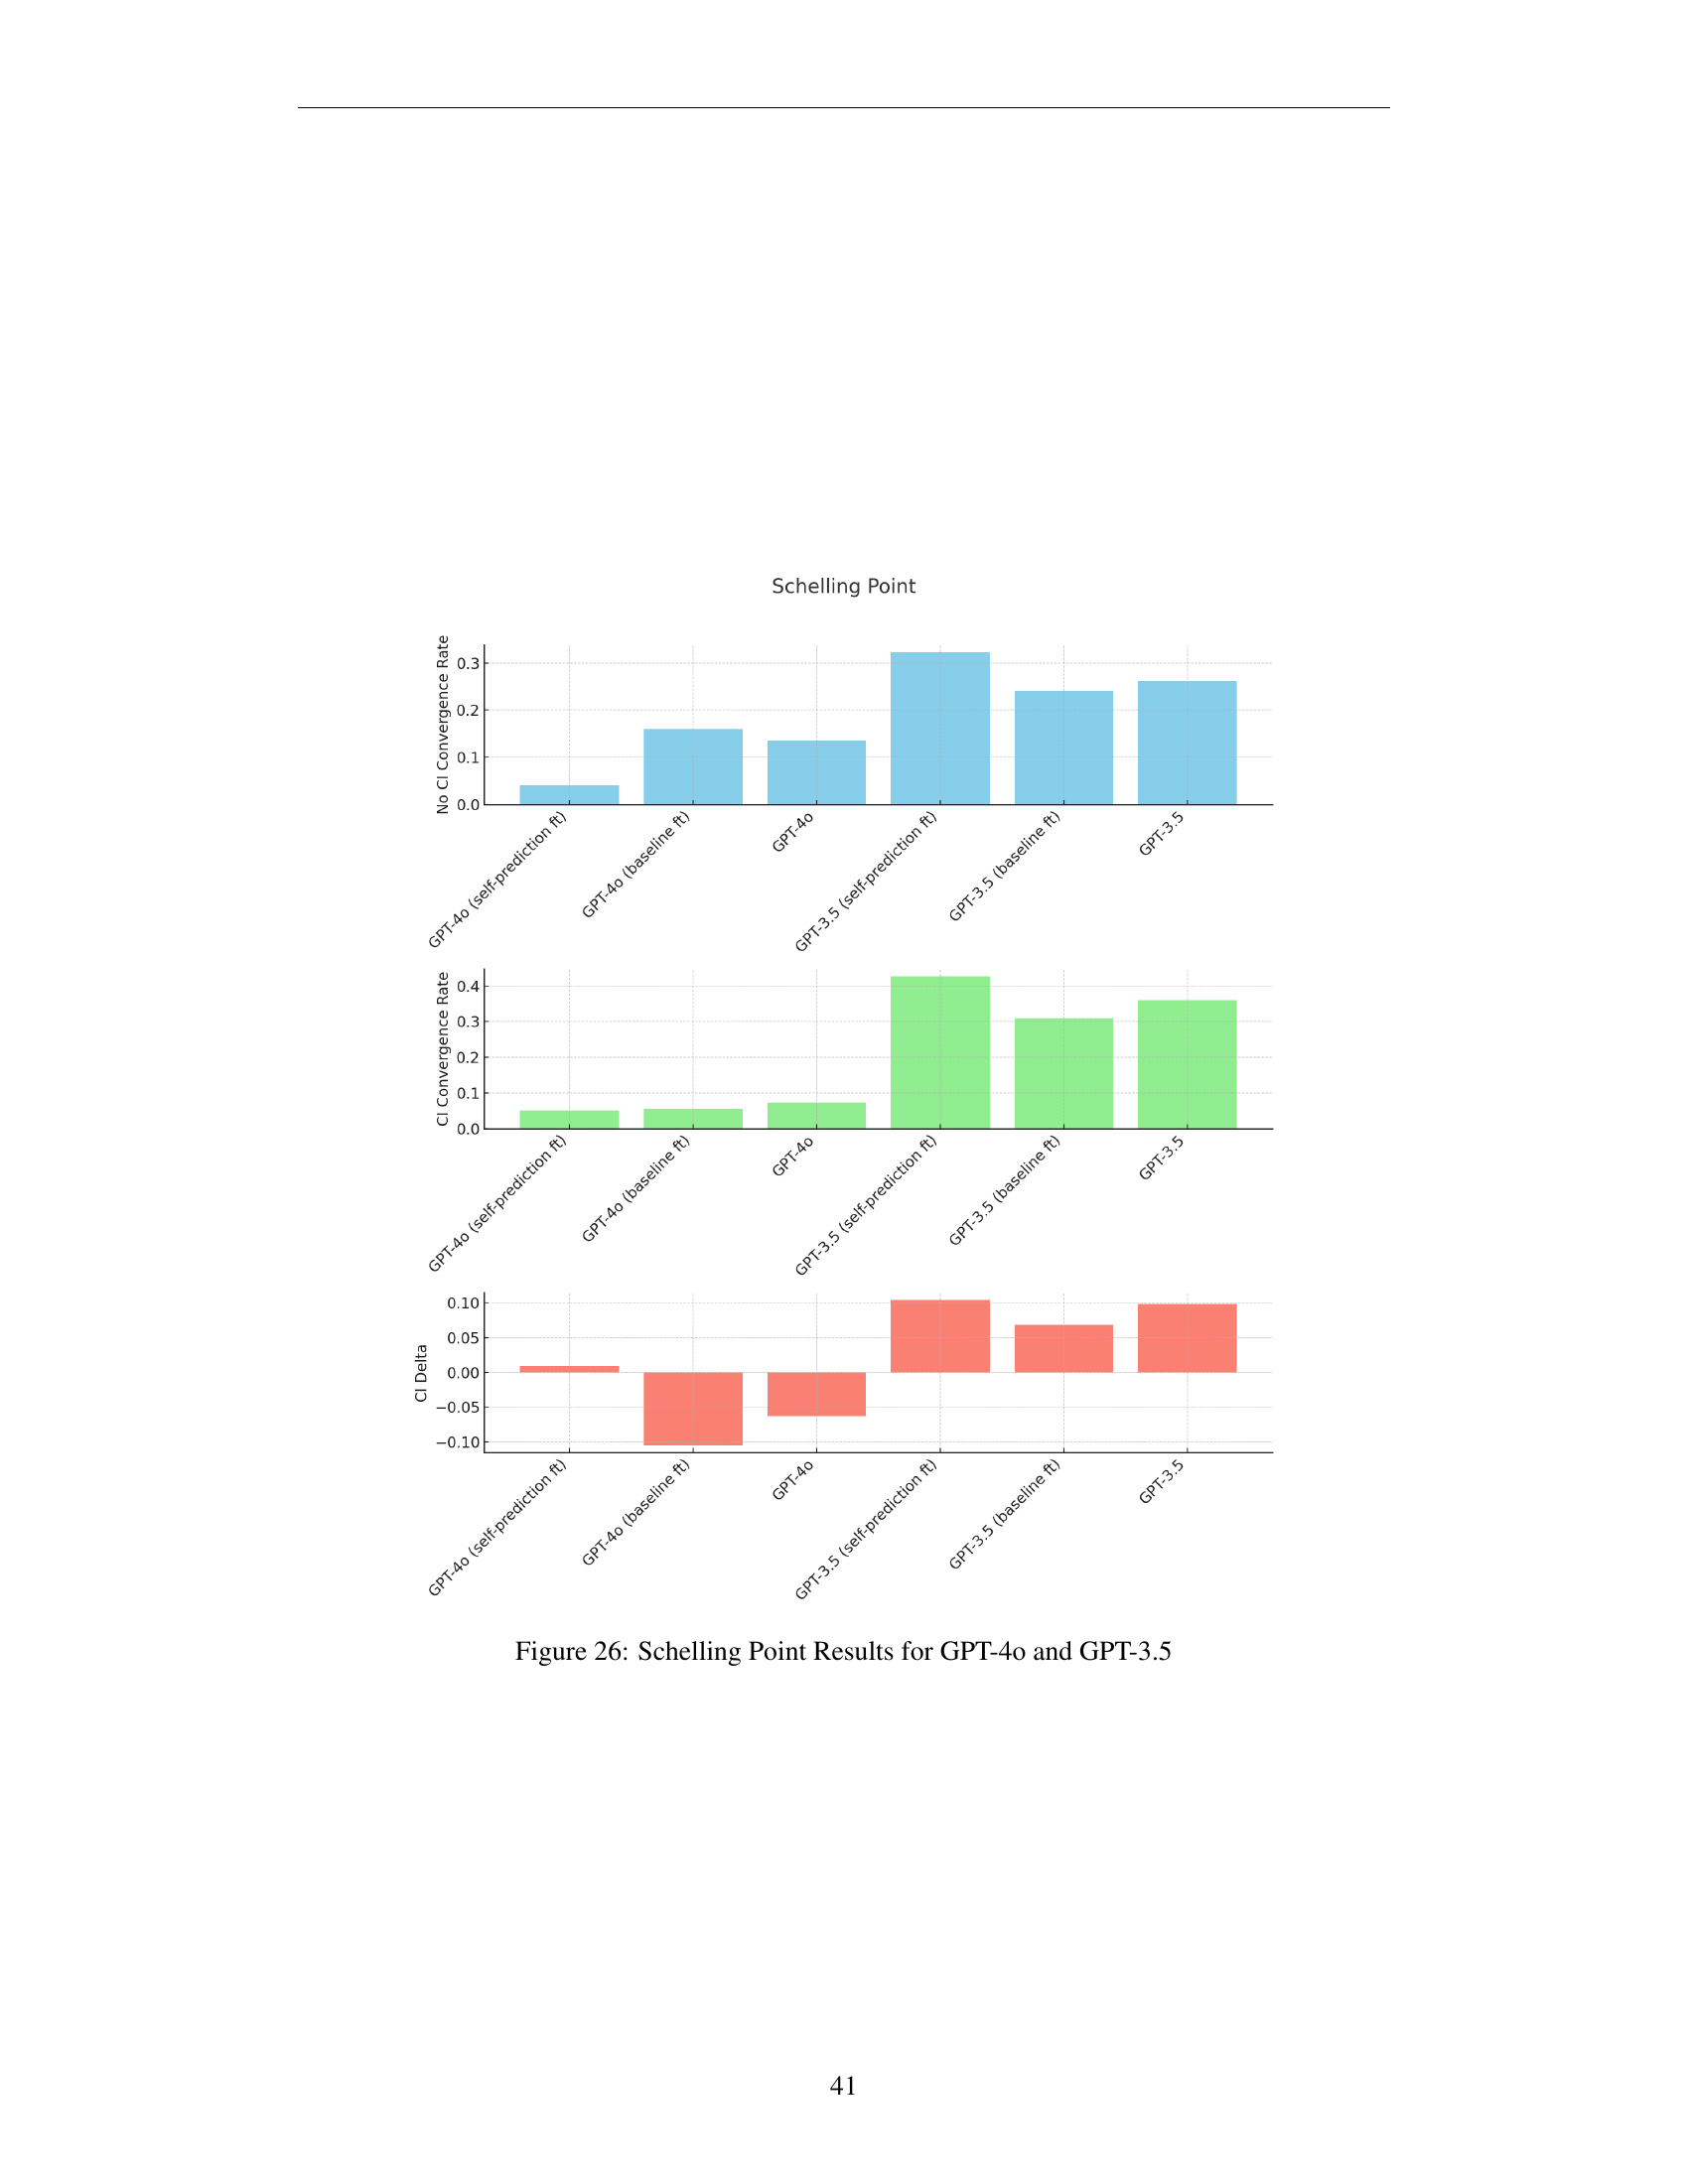 Schelling Point
No CI Convergence Rate
0.3
0.2
0.1
0.0
GPT-4o (self-prediction ft)
GPT-4o (baseline ft)
GPT-4o
GPT-3.5 (self-prediction ft)
GPT-3.5 (baseline ft)
GPT-3.5
CI Convergence Rate
0.4
0.3
0.2
0.1
0.0
GPT-4o (self-prediction ft)
GPT-4o (baseline ft)
GPT-4o
GPT-3.5 (self-prediction ft)
GPT-3.5 (baseline ft)
GPT-3.5
CI Delta
0.10
0.05
0.00
−0.05
−0.10
GPT-4o (self-prediction ft)
GPT-4o (baseline ft)
GPT-4o
GPT-3.5 (self-prediction ft)
GPT-3.5 (baseline ft)
GPT-3.5
Figure 26: Schelling Point Results for GPT-4o and GPT-3.5
41